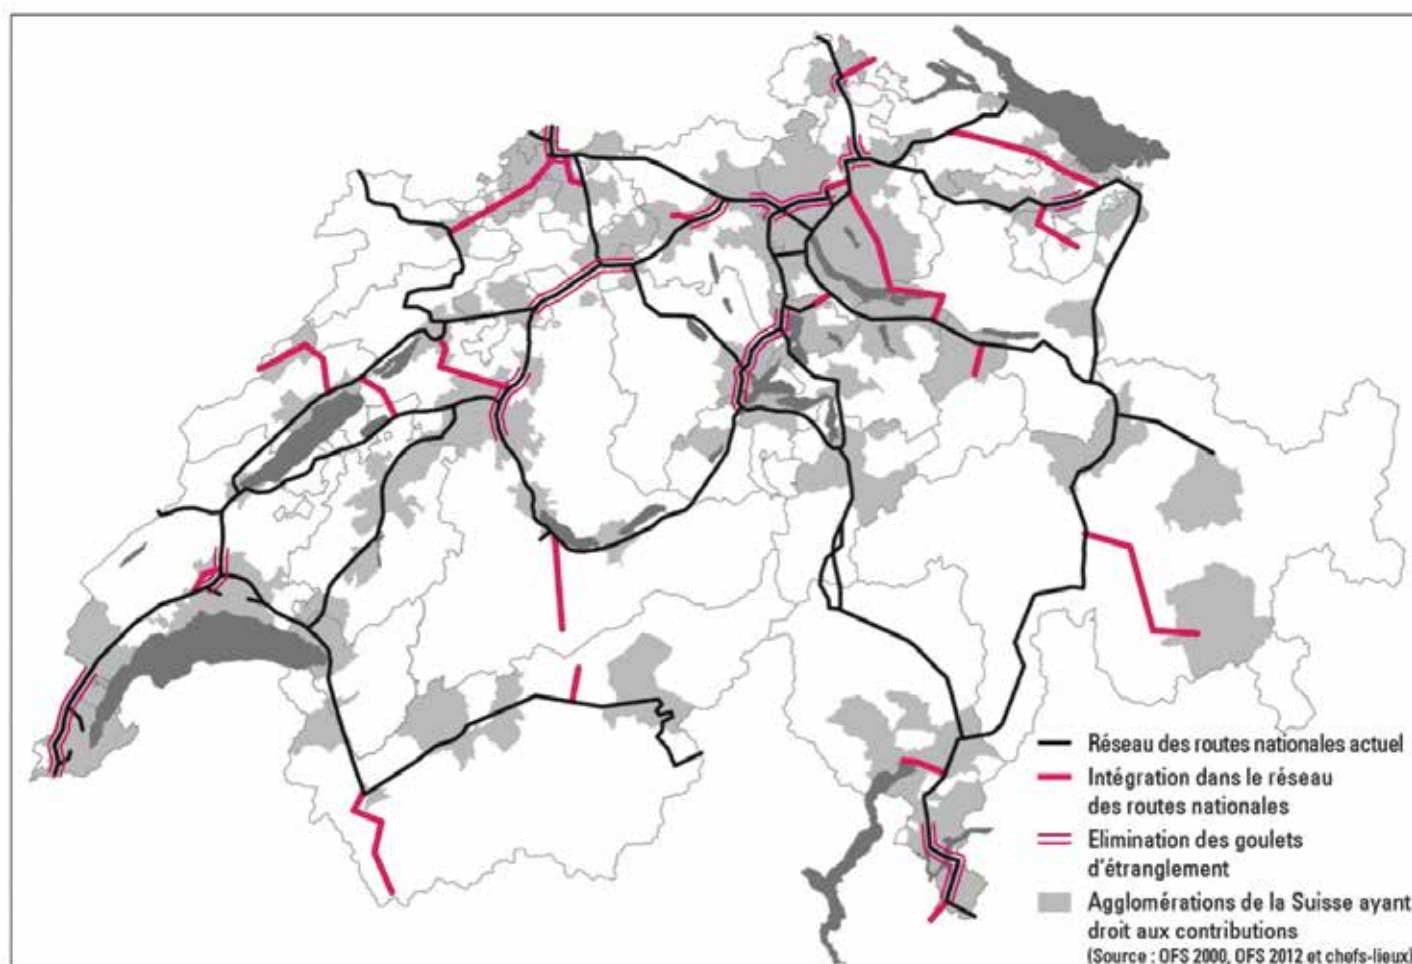 Réseau des routes nationales actuel
Intégration dans le réseau
des routes nationales
Elimination des goulets
d'étranglement
Agglomérations de la Suisse ayant
droit aux contributions
(Source : OFS 2000, OFS 2012 et chefs-lieux)